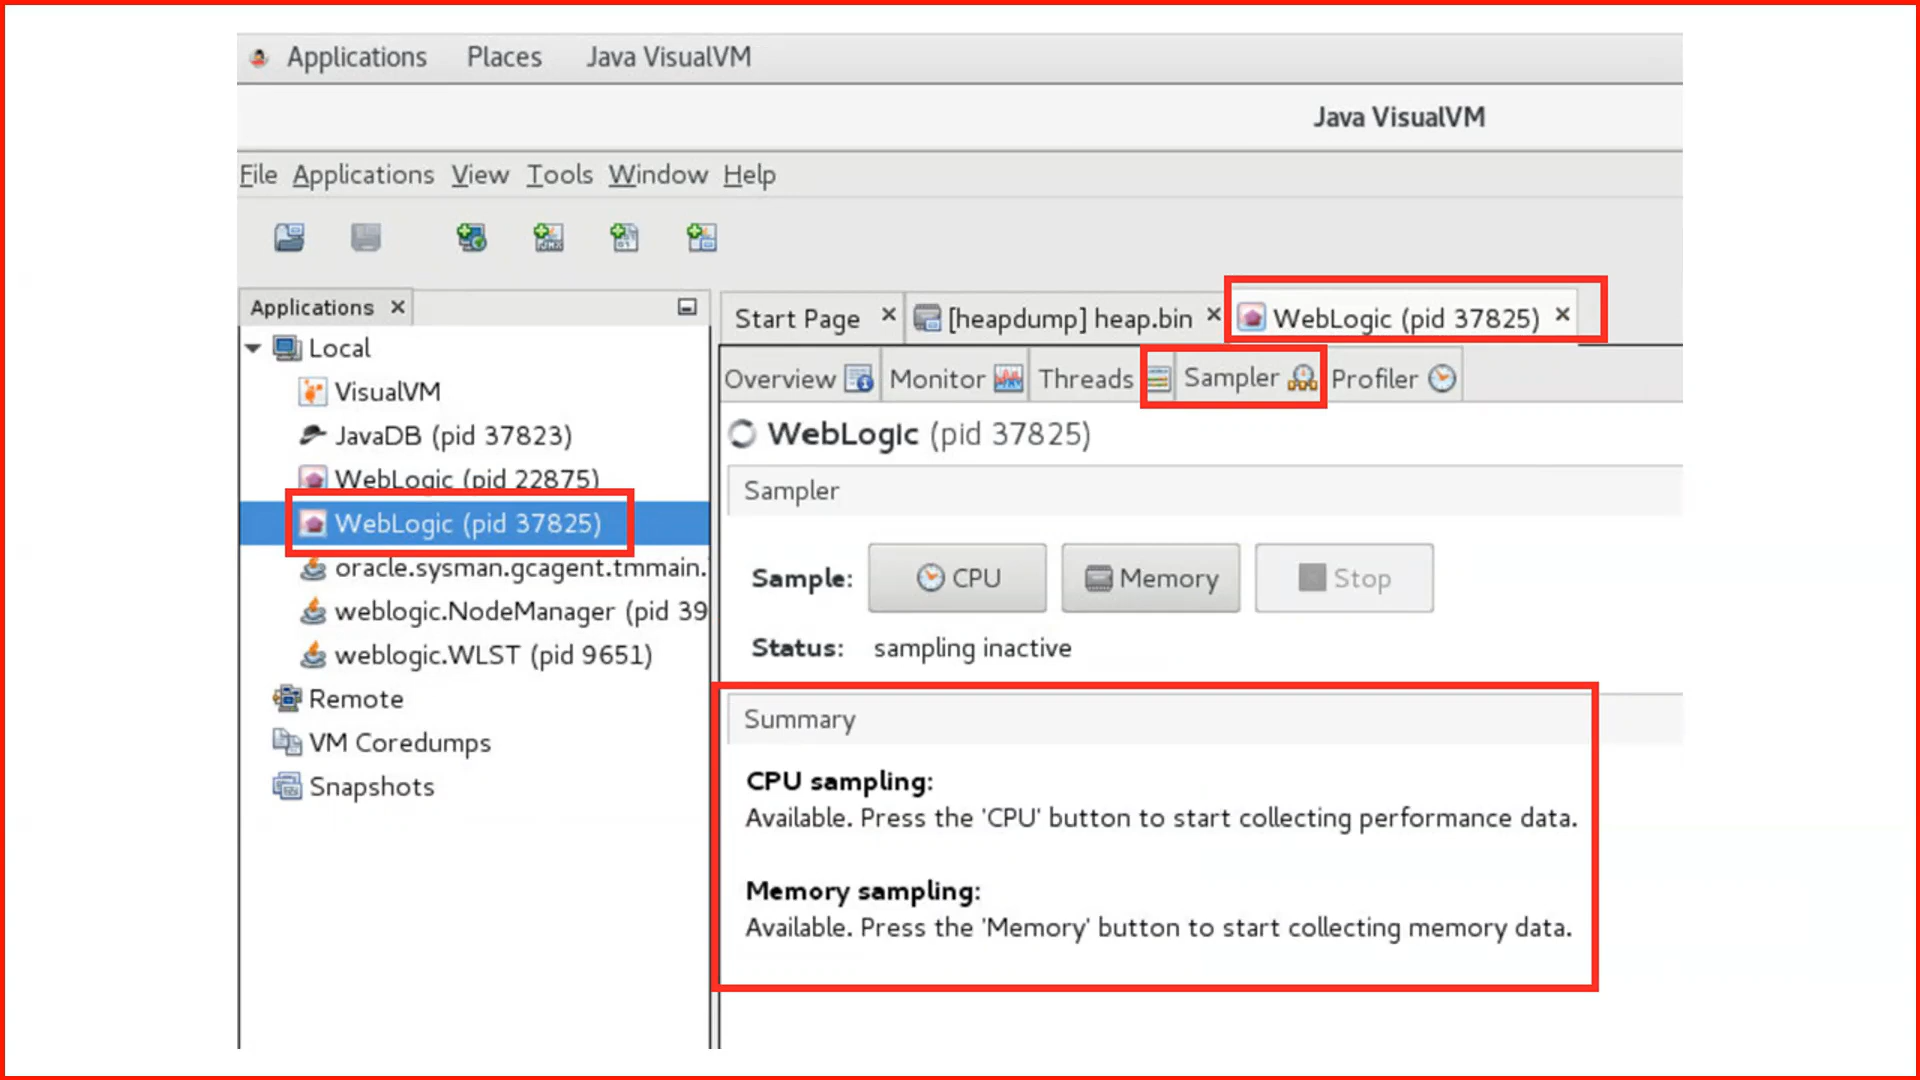 Applications Places Java VisualVM
Java VisualVM
File Applications View Tools Window Help
Applications
Local
VisualVM
JavaDB (pid 37823)
WebLogic (pid 22875)
WebLogic (pid 37825)
oracle.sysman.gcagent.tmmain.
weblogic.NodeManager (pid 39
weblogic.WLST (pid 9651)
Remote
VM Coredumps
Snapshots
Start Page [heapdump] heap.bin WebLogic (pid 37825)
Overview Monitor Threads Sampler Profiler
WebLogic (pid 37825)
Sampler
Sample: CPU Memory Stop
Status: sampling inactive
Summary
CPU sampling:
Available. Press the 'CPU' button to start collecting performance data.
Memory sampling:
Available. Press the 'Memory' button to start collecting memory data.